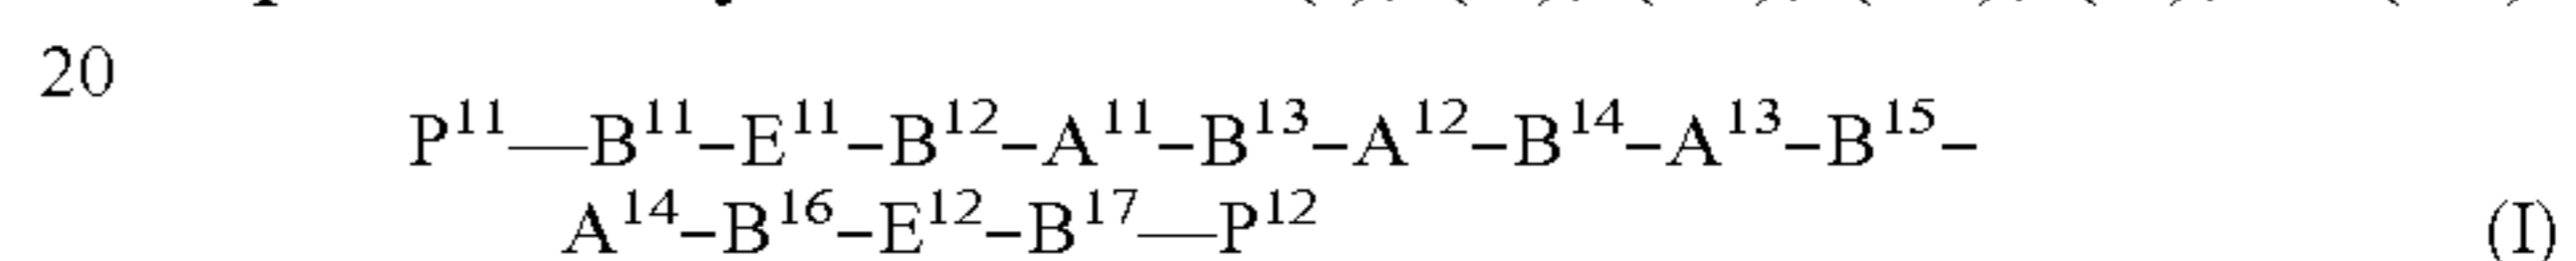 20
P¹¹—B¹¹–E¹¹–B¹²–A¹¹–B¹³–A¹²–B¹⁴–A¹³–B¹⁵–
A¹⁴–B¹⁶–E¹²–B¹⁷—P¹² (I)